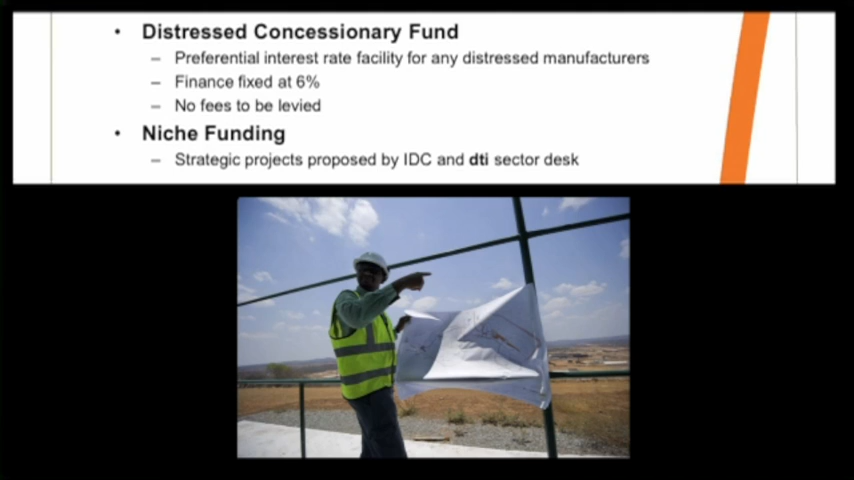 • Distressed Concessionary Fund
– Preferential interest rate facility for any distressed manufacturers
– Finance fixed at 6%
– No fees to be levied
• Niche Funding
– Strategic projects proposed by IDC and dti sector desk